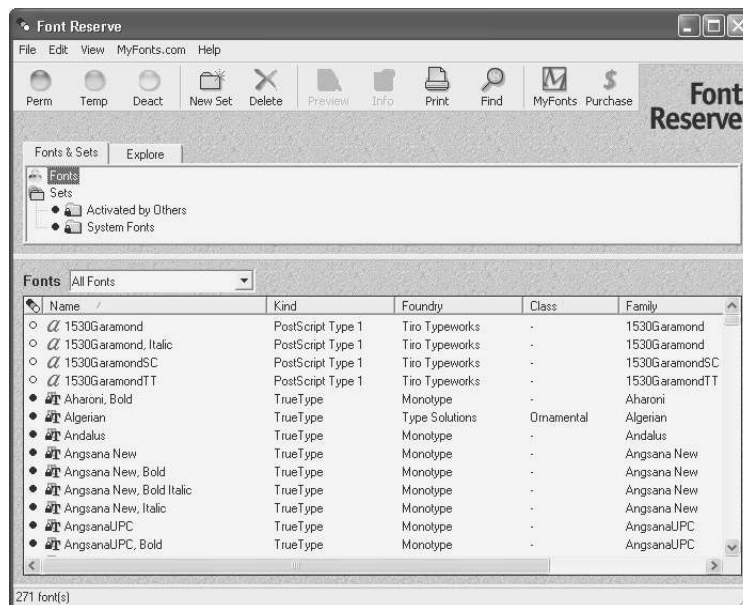 Font Reserve
File Edit View MyFonts.com Help
Perm Temp Deact New Set Delete Preview Info Print Find MyFonts Purchase
Font
Reserve
Fonts & Sets Explore
Fonts
Sets
Activated by Others
System Fonts
Fonts All Fonts
Name Kind Foundry Class Family
a 1530Garamond PostScript Type 1 Tiro Typeworks - 1530Garamond
a 1530Garamond, Italic PostScript Type 1 Tiro Typeworks - 1530Garamond
a 1530GaramondSC PostScript Type 1 Tiro Typeworks - 1530GaramondSC
a 1530GaramondTT PostScript Type 1 Tiro Typeworks - 1530GaramondTT
Aharoni, Bold TrueType Monotype - Aharoni
Algerian TrueType Type Solutions Ornamental Algerian
Andalus TrueType Monotype - Andalus
Angsana New TrueType Monotype - Angsana New
Angsana New, Bold TrueType Monotype - Angsana New
Angsana New, Bold Italic TrueType Monotype - Angsana New
Angsana New, Italic TrueType Monotype - Angsana New
AngsanaUPC TrueType Monotype - AngsanaUPC
AngsanaUPC, Bold TrueType Monotype - AngsanaUPC
271 font(s)